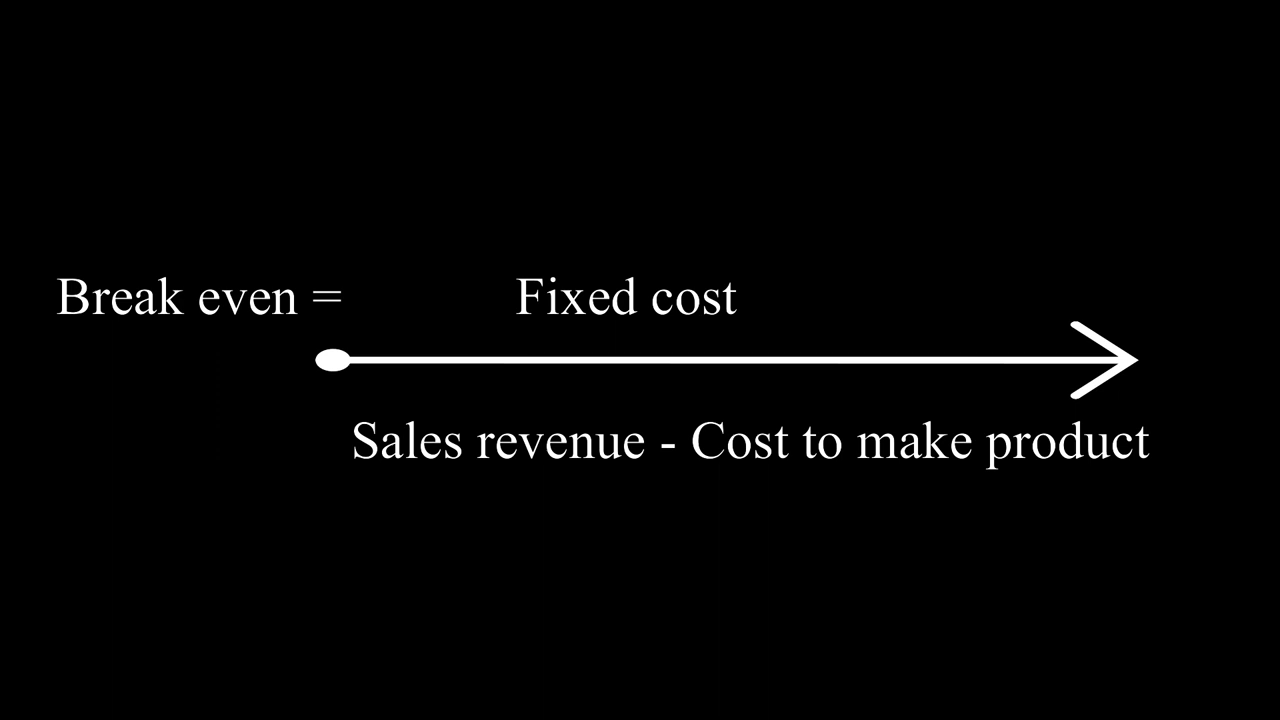 Break even = Fixed cost
Sales revenue - Cost to make product